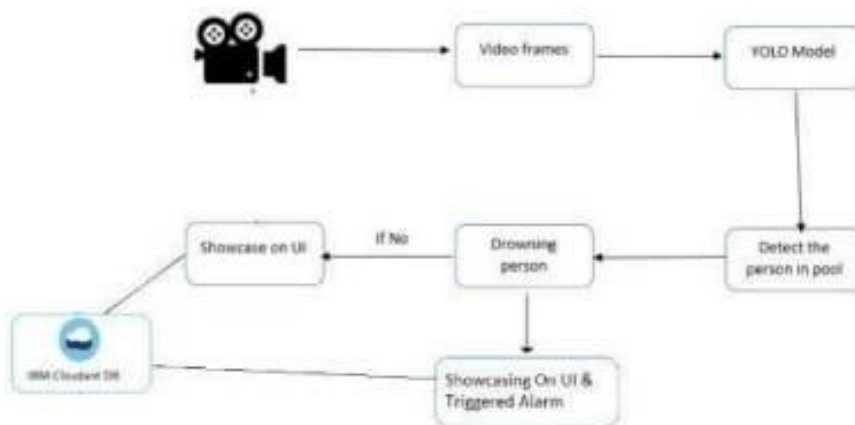 Video frames
YOLO Model
Detect the
person in pool
Drowning
person
If No
Showcase on UI
IBM Cloudant DB
Showcasing On UI &
Triggered Alarm